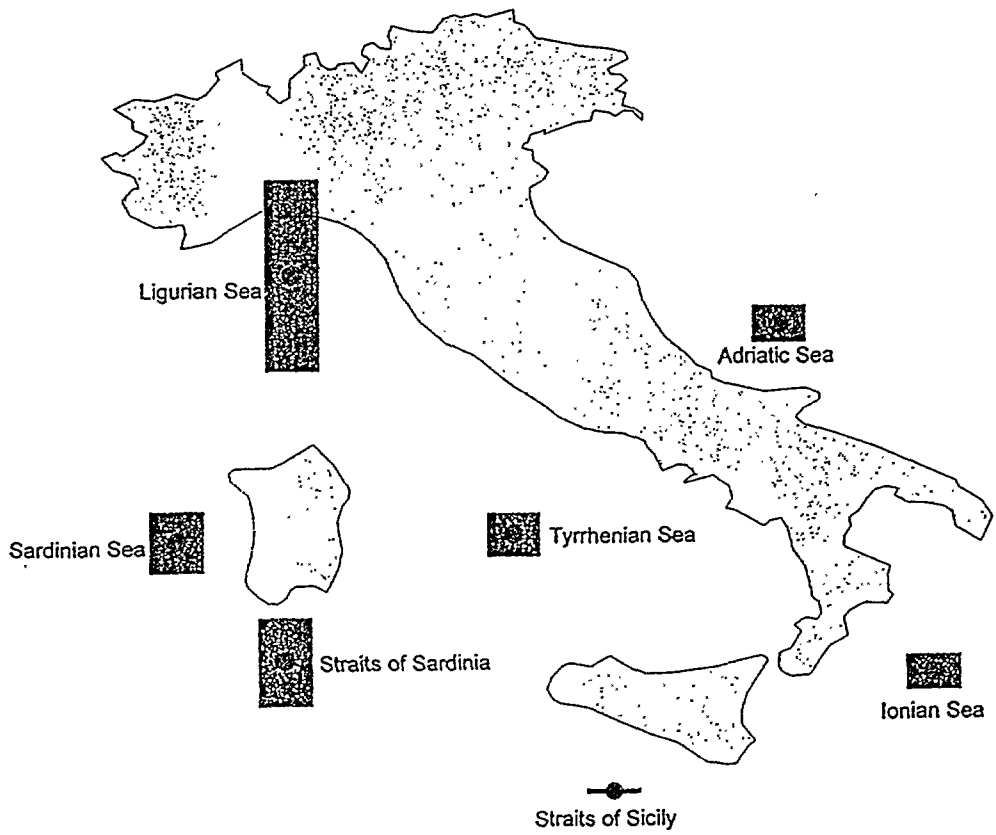 Ligurian Sea
Adriatic Sea
Sardinian Sea
Tyrrhenian Sea
Straits of Sardinia
Ionian Sea
Straits of Sicily